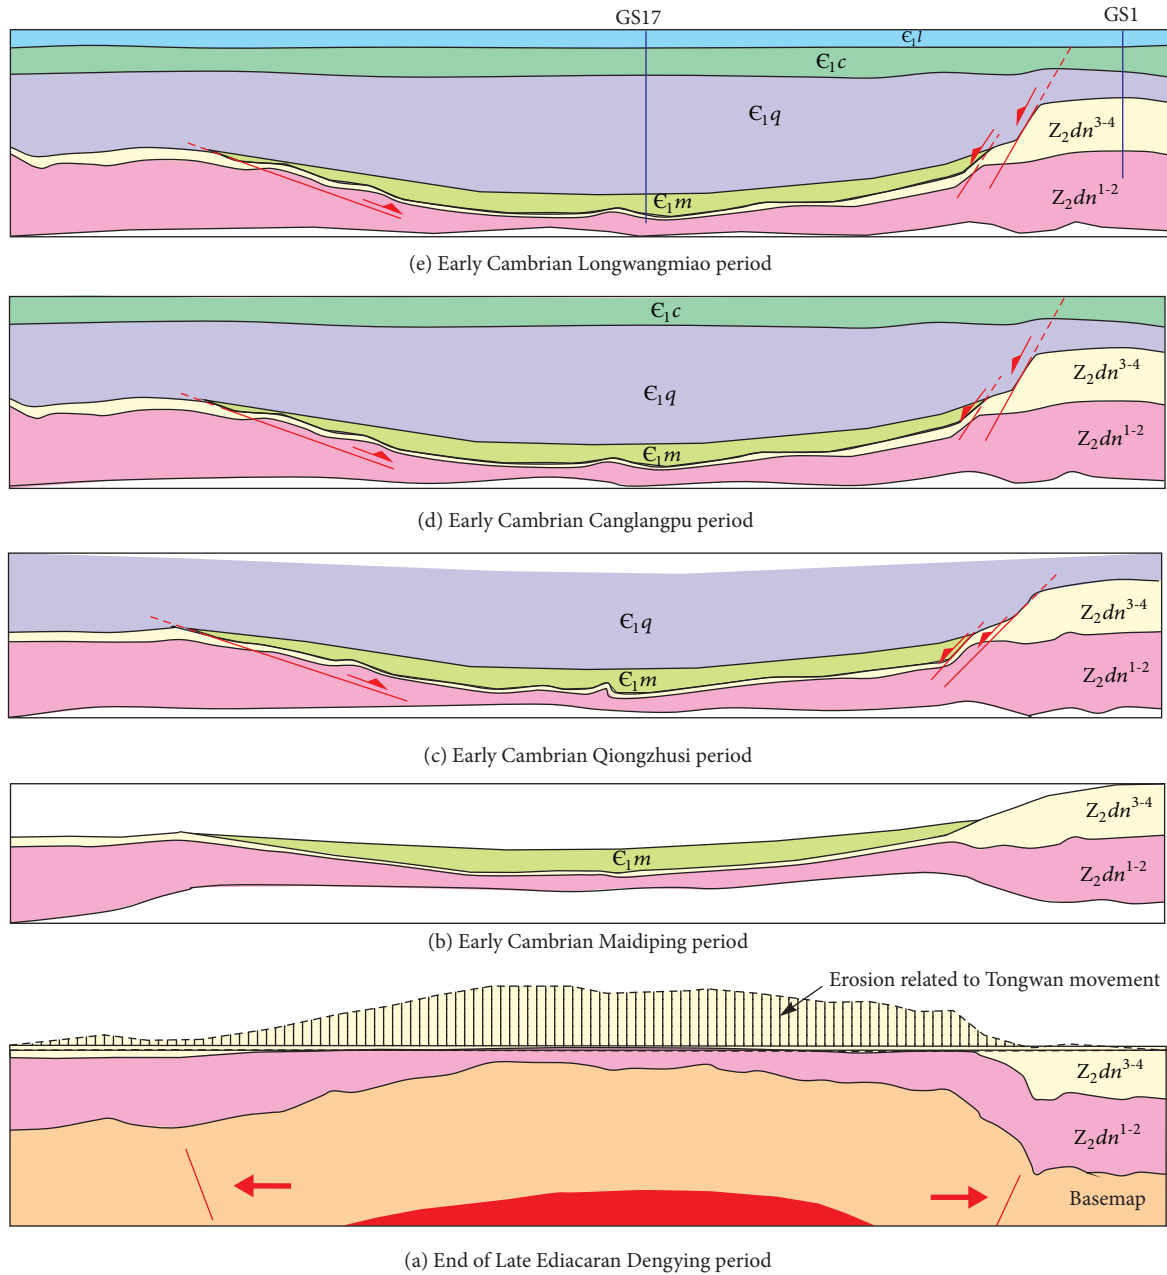 GS17
GS1
Є₁l
Є₁c
Є₁q
Z₂dn³⁻⁴
Z₂dn¹⁻²
Є₁m
(e) Early Cambrian Longwangmiao period
Є₁c
Z₂dn³⁻⁴
Є₁q
Z₂dn¹⁻²
Є₁m
(d) Early Cambrian Canglangpu period
Z₂dn³⁻⁴
Є₁q
Z₂dn¹⁻²
Є₁m
(c) Early Cambrian Qiongzhusi period
Z₂dn³⁻⁴
Є₁m
Z₂dn¹⁻²
(b) Early Cambrian Maidiping period
Erosion related to Tongwan movement
Z₂dn³⁻⁴
Z₂dn¹⁻²
Basemap
(a) End of Late Ediacaran Dengying period